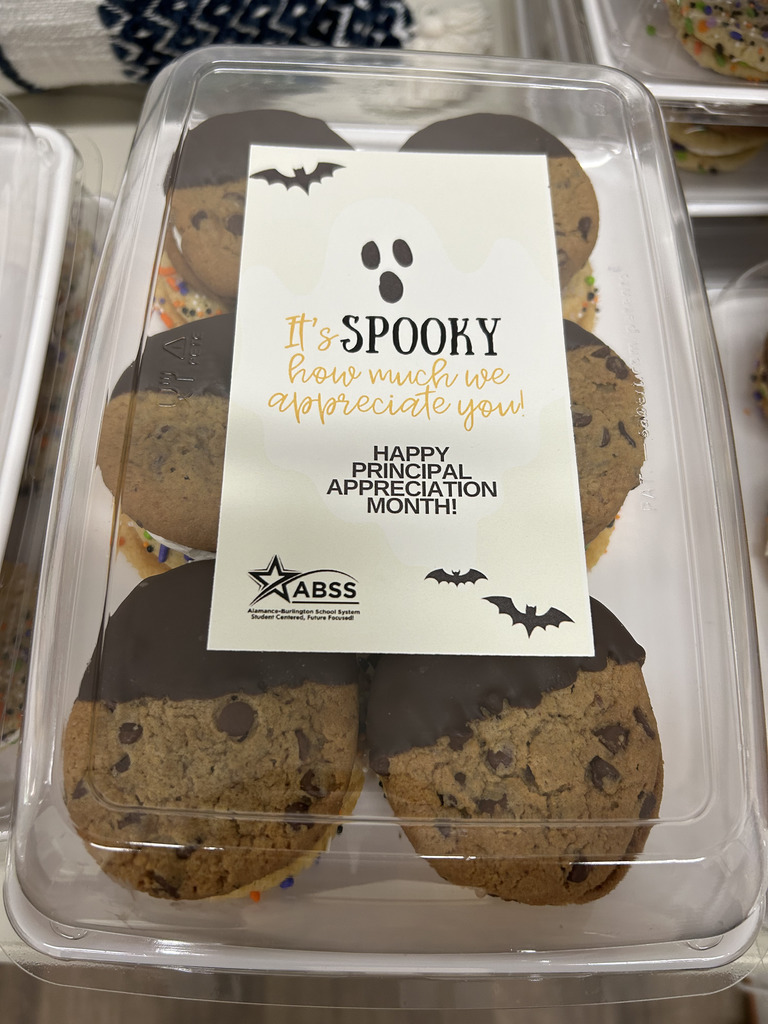 It's SPOOKY
how much we
appreciate you!
HAPPY
PRINCIPAL
APPRECIATION
MONTH!
ABSS
Alamance-Burlington School System
Student Centered, Future Focused!